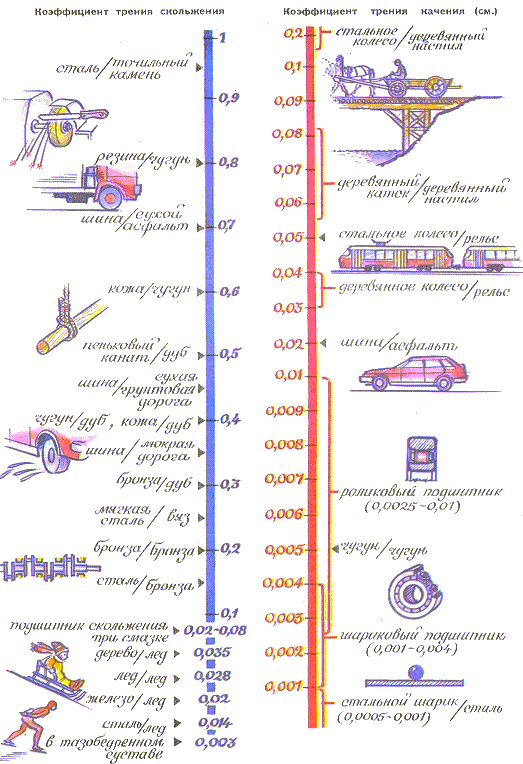 Коэффициент трения скольжения
1
сталь/точильный
камень
0,9
резина/чугун
0,8
шина/сухой
асфальт
0,7
кожа/чугун
0,6
пеньковый
канат/дуб
0,5
шина/сухая
грунтовая
дорога
0,4
чугун/дуб, кожа/дуб
шина/мокрая
дорога
бронза/дуб
0,3
мягкая
сталь/вяз
бронза/бронза
0,2
сталь/бронза
0,1
подшипник скольжения
при смазке
0,02-0,08
дерево/лед
0,035
лед/лед
0,028
железо/лед
0,02
сталь/лед
0,014
в тазобедренном
суставе
0,003
Коэффициент трения качения (см.)
0,2
стальное
колесо/деревянный
настил
0,1
0,09
0,08
0,07
деревянный
каток/деревянный
настил
0,06
стальное колесо/рельс
0,05
0,04
деревянное колесо/рельс
0,03
0,02
шины/асфальт
0,01
0,009
0,008
0,007
роликовый подшипник
(0,0025-0,01)
0,006
чугун/чугунь
0,005
0,004
0,003
шариковый подшипник
(0,001-0,004)
0,002
0,001
стальной шарик/сталь
(0,0005-0,001)